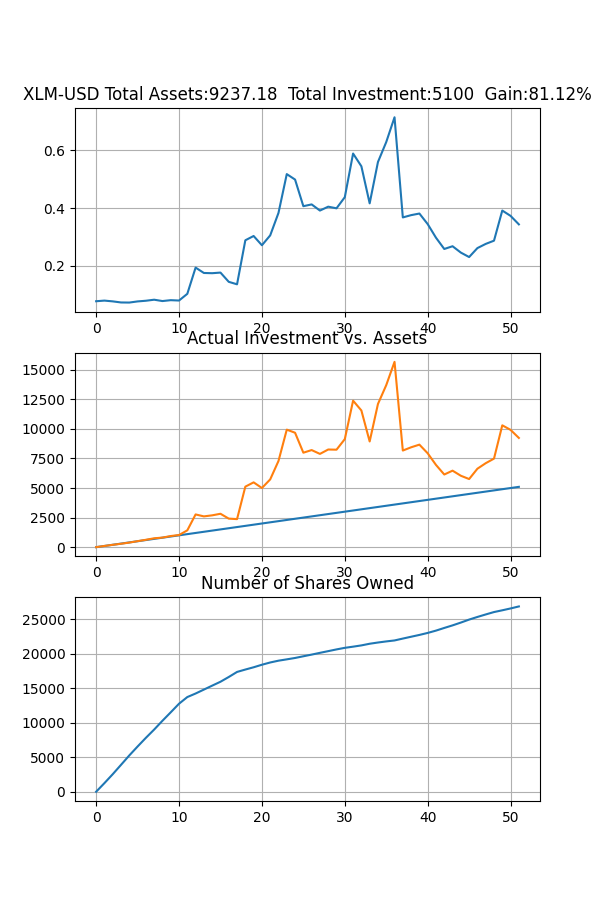 XLM-USD Total Assets:9237.18  Total Investment:5100  Gain:81.12%
0.6
0.4
0.2
0 10 20 30 40 50
Actual Investment vs. Assets
15000
12500
10000
7500
5000
2500
0
0 10 20 30 40 50
Number of Shares Owned
25000
20000
15000
10000
5000
0
0 10 20 30 40 50